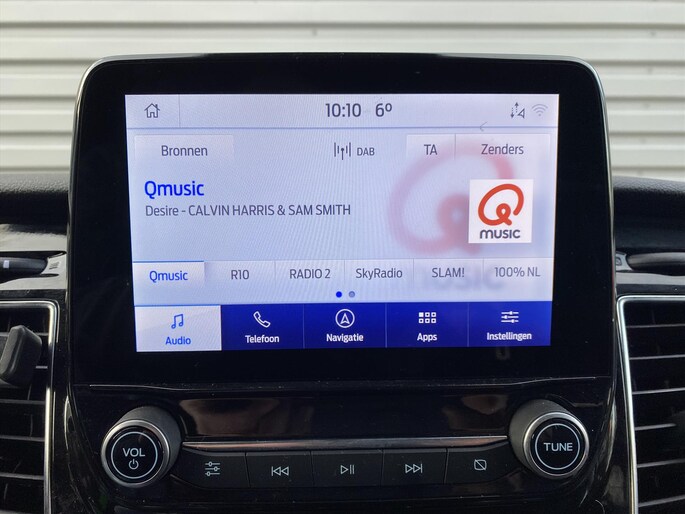 10:10 6°
Bronnen DAB TA Zenders
Qmusic
Desire - CALVIN HARRIS & SAM SMITH
Q MUSIC
Qmusic R10 RADIO 2 SkyRadio SLAM! 100% NL
Audio Telefoon Navigatie Apps Instellingen
VOL TUNE